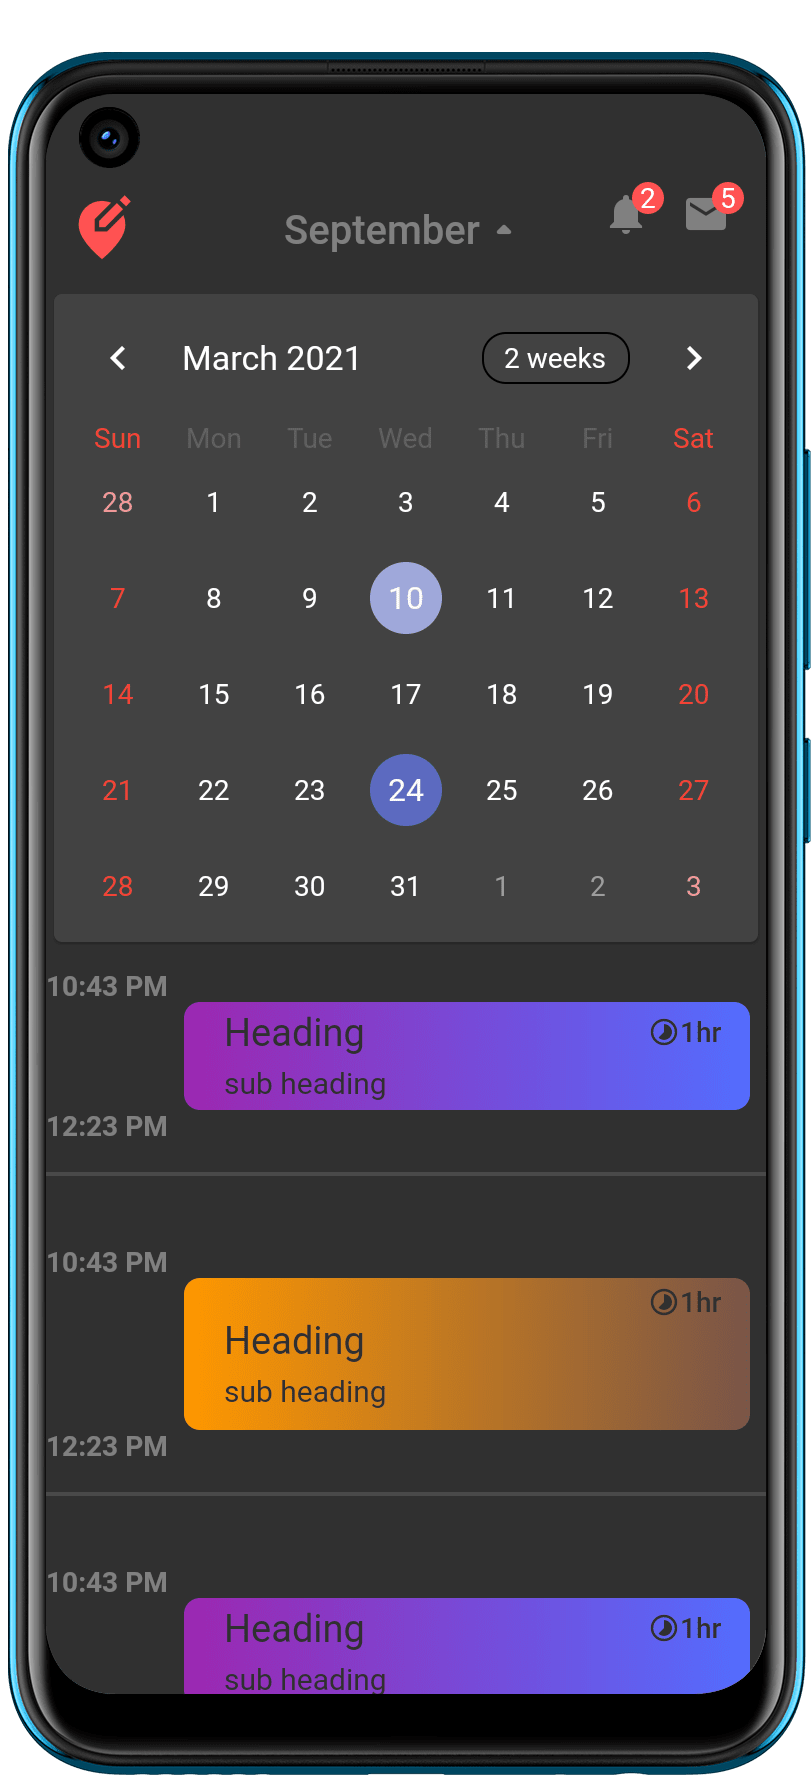 September
2
5
March 2021
2 weeks
Sun Mon Tue Wed Thu Fri Sat
28 1 2 3 4 5 6
7 8 9 10 11 12 13
14 15 16 17 18 19 20
21 22 23 24 25 26 27
28 29 30 31 1 2 3
10:43 PM
Heading
1hr
sub heading
12:23 PM
10:43 PM
1hr
Heading
sub heading
12:23 PM
10:43 PM
Heading
1hr
sub heading